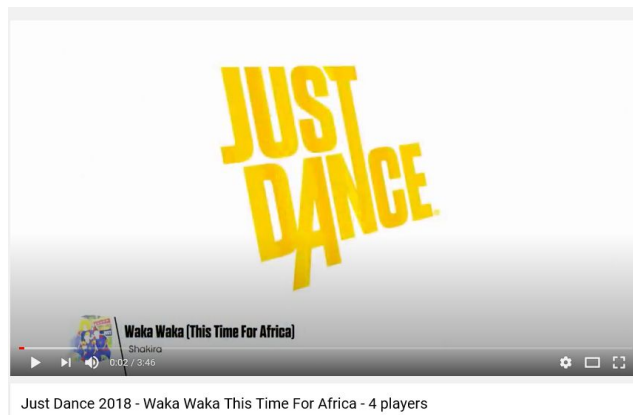 JUST
DANCE
Waka Waka (This Time For Africa)
Shakira
0:02 / 3:46
Just Dance 2018 - Waka Waka This Time For Africa - 4 players